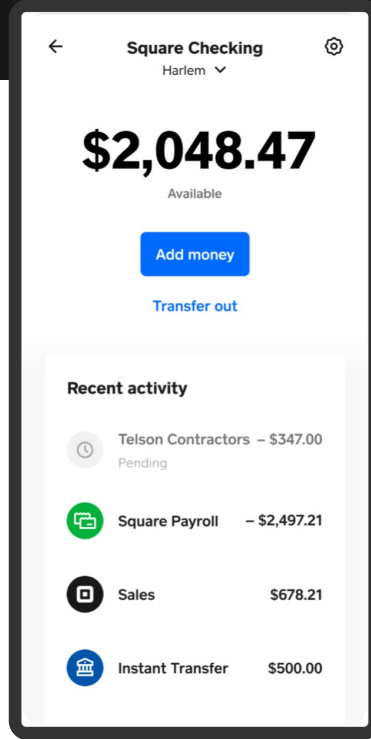 Square Checking
Harlem
$2,048.47
Available
Add money
Transfer out
Recent activity
Telson Contractors – $347.00
Pending
Square Payroll – $2,497.21
Sales $678.21
Instant Transfer $500.00